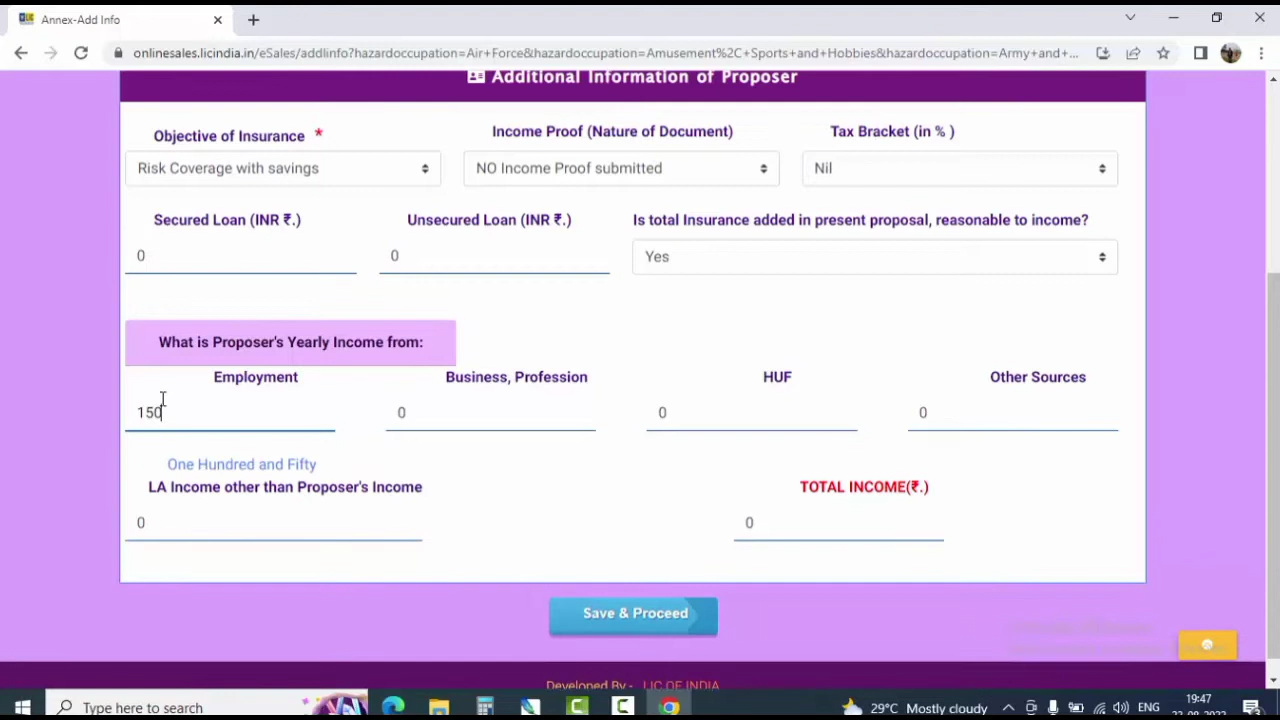 Annex-Add Info
onlinesales.licindia.in/eSales/addlinfo?hazardoccupation=Air+Force&hazardoccupation=Amusement%2C+Sports+and+Hobbies&hazardoccupation=Army+and+...
Additional Information of Proposer
Objective of Insurance * Income Proof (Nature of Document) Tax Bracket (in % )
Risk Coverage with savings NO Income Proof submitted Nil
Secured Loan (INR ₹.) Unsecured Loan (INR ₹.) Is total Insurance added in present proposal, reasonable to income?
0 0 Yes
What is Proposer's Yearly Income from:
Employment Business, Profession HUF Other Sources
150 0 0 0
One Hundred and Fifty
LA Income other than Proposer's Income TOTAL INCOME(₹.)
0 0
Save & Proceed
Developed By:- LIC OF INDIA
Type here to search 29°C Mostly cloudy ENG 19:47